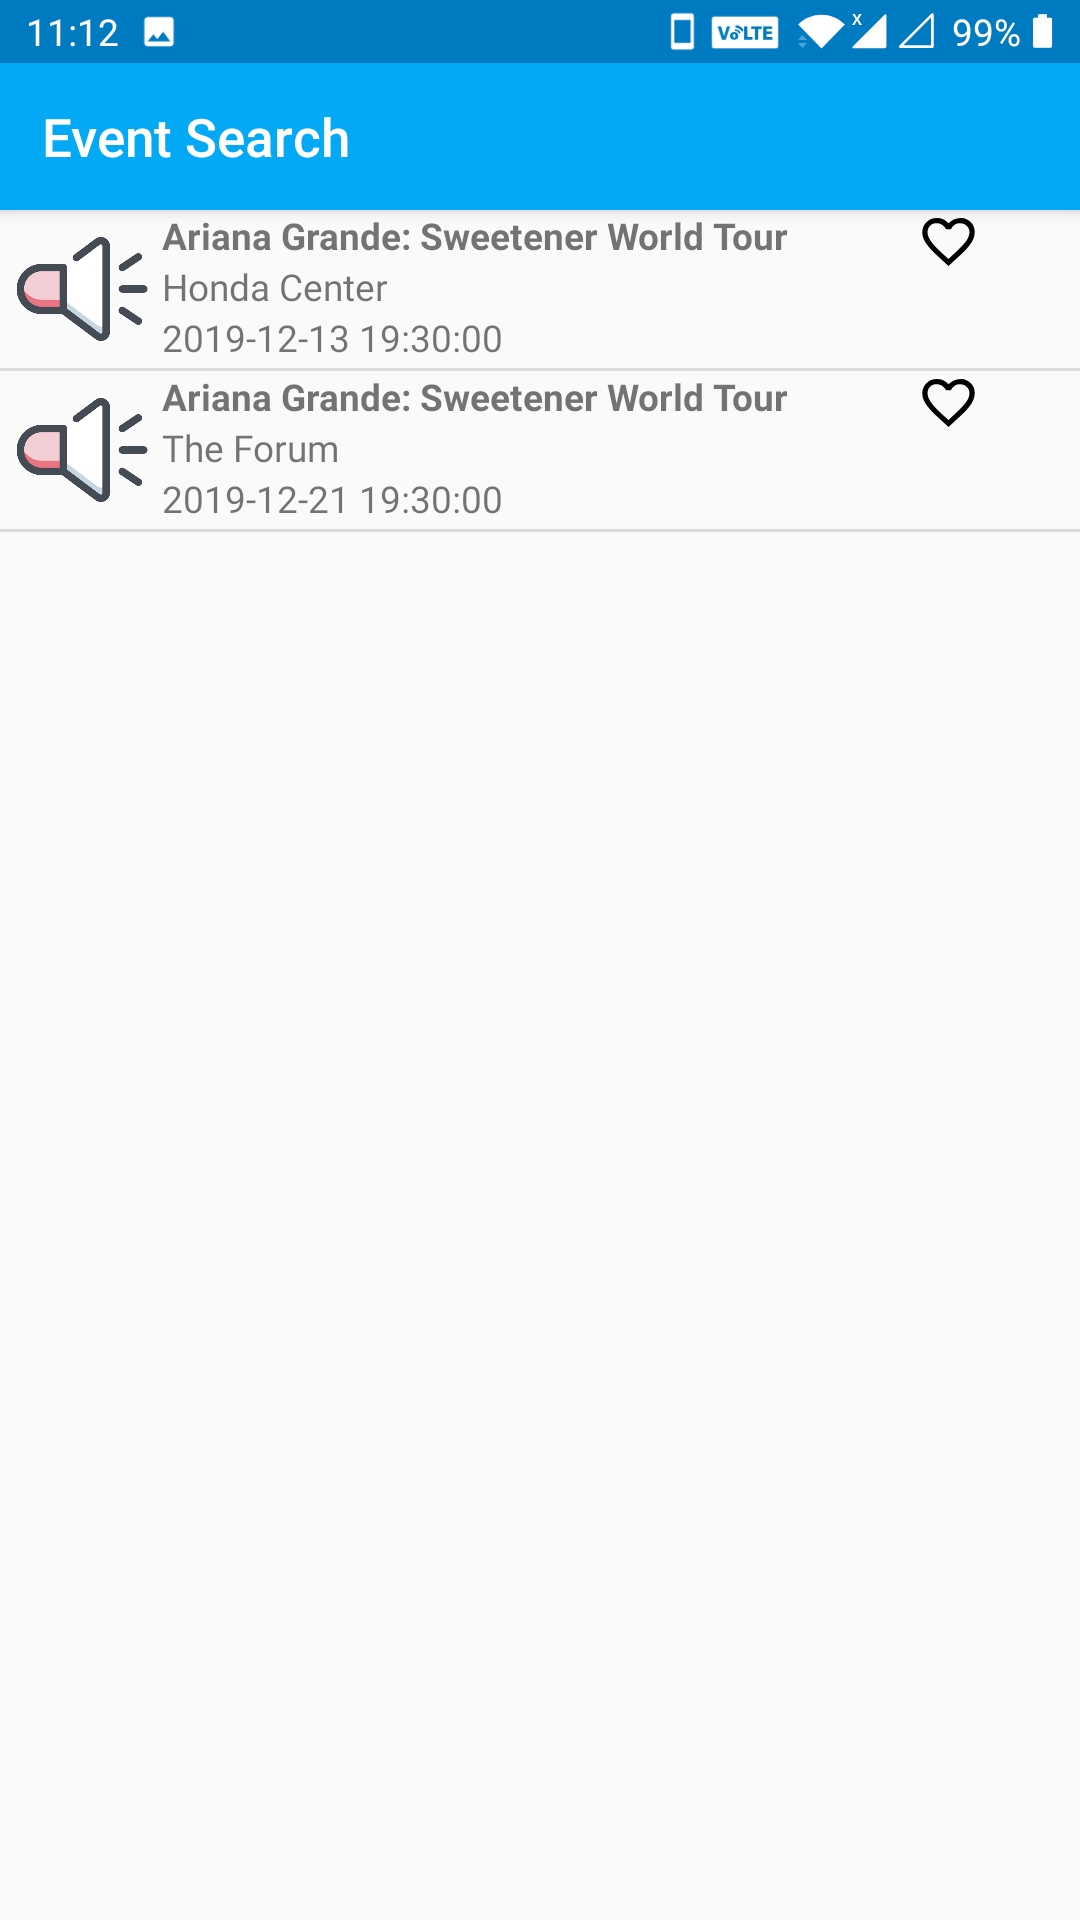 11:12
VoLTE
x
99%
Event Search
Ariana Grande: Sweetener World Tour
Honda Center
2019-12-13 19:30:00
Ariana Grande: Sweetener World Tour
The Forum
2019-12-21 19:30:00